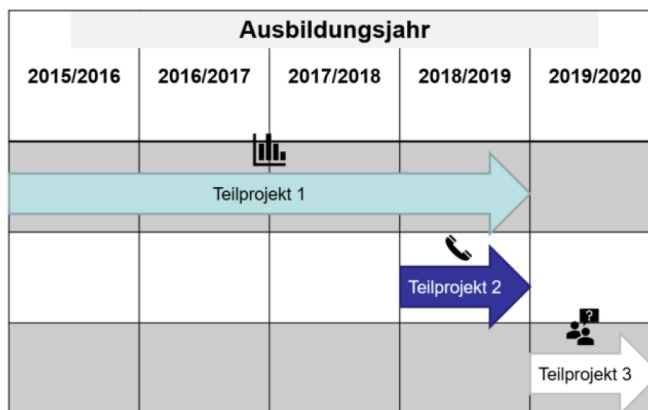 Ausbildungsjahr
2015/2016 2016/2017 2017/2018 2018/2019 2019/2020
Teilprojekt 1
Teilprojekt 2
?
Teilprojekt 3